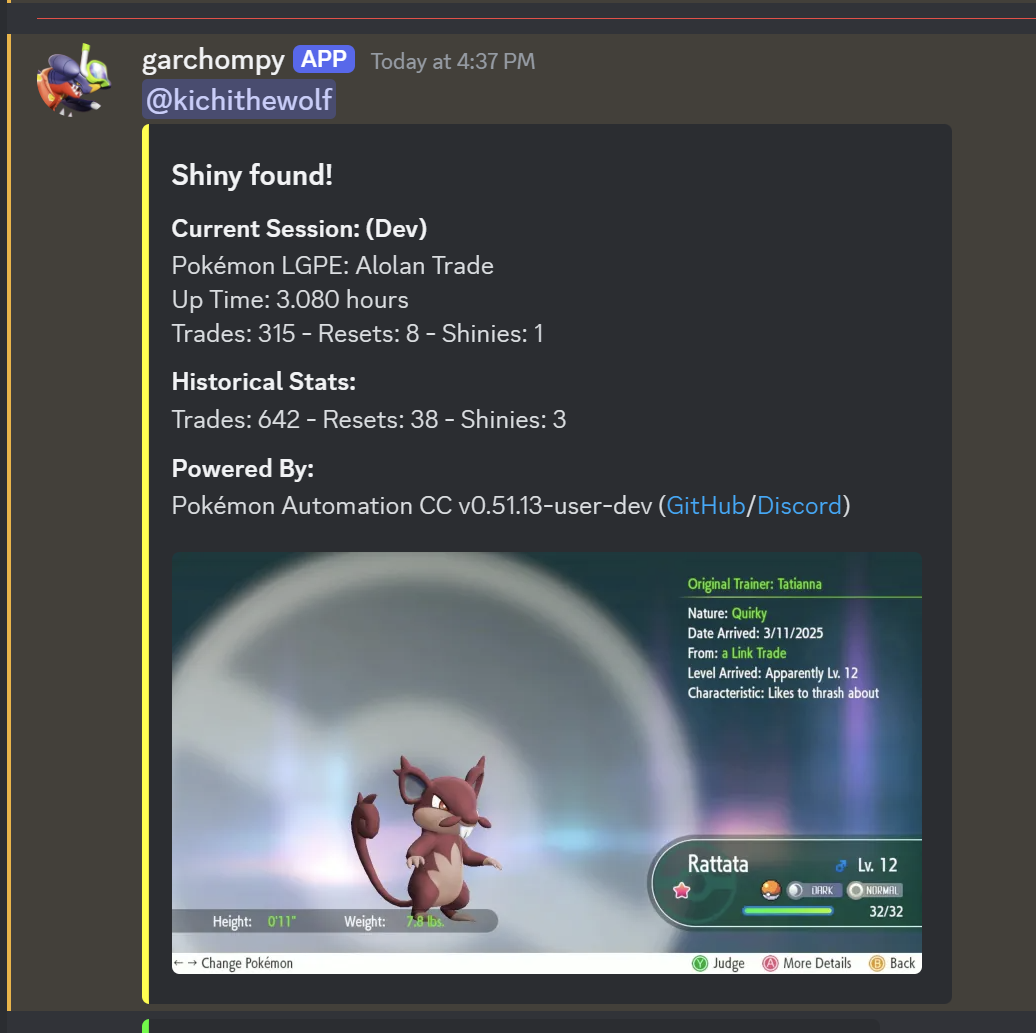 garchompy APP Today at 4:37 PM
@kichithewolf
Shiny found!
Current Session: (Dev)
Pokémon LGPE: Alolan Trade
Up Time: 3.080 hours
Trades: 315 - Resets: 8 - Shinies: 1
Historical Stats:
Trades: 642 - Resets: 38 - Shinies: 3
Powered By:
Pokémon Automation CC v0.51.13-user-dev (GitHub/Discord)
Original Trainer: Tatianna
Nature: Quirky
Date Arrived: 3/11/2025
From: a Link Trade
Level Arrived: Apparently Lv. 12
Characteristic: Likes to thrash about
Rattata ♂ Lv. 12
DARK NORMAL
32/32
Height: 0'11" Weight: 7.8 lbs.
← → Change Pokémon Y Judge A More Details B Back